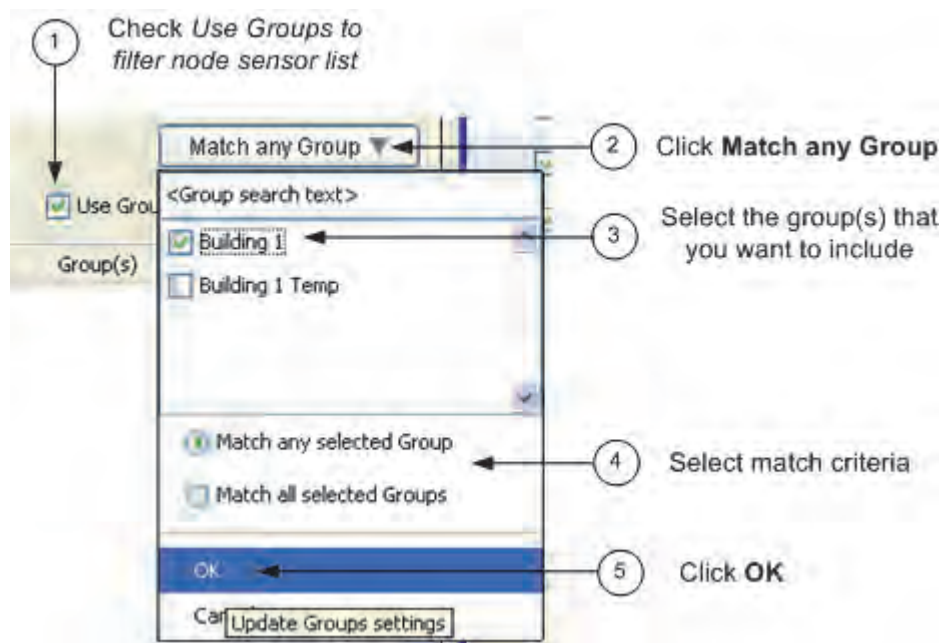 1
Check Use Groups to
filter node sensor list
Match any Group
2
Click Match any Group
<Group search text>
Use Grou
3
Select the group(s) that
you want to include
Building 1
Group(s)
Building 1 Temp
Match any selected Group
4
Select match criteria
Match all selected Groups
OK
5
Click OK
Update Groups settings